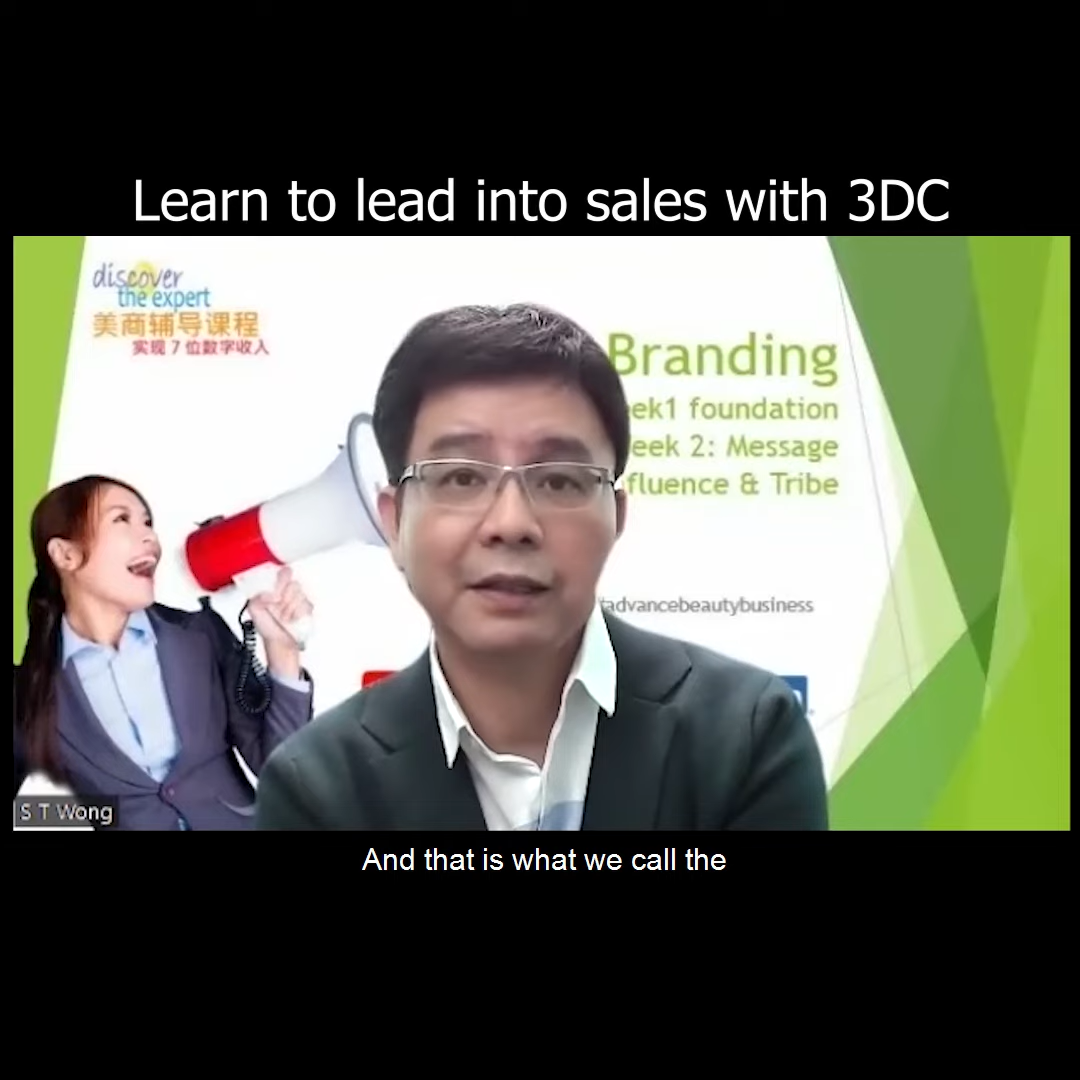 Learn to lead into sales with 3DC
discover
the expert
美商辅导课程
实现7位数字收入
Branding
ek1 foundation
eek 2: Message
fluence & Tribe
#advancebeautybusiness
S T Wong
And that is what we call the